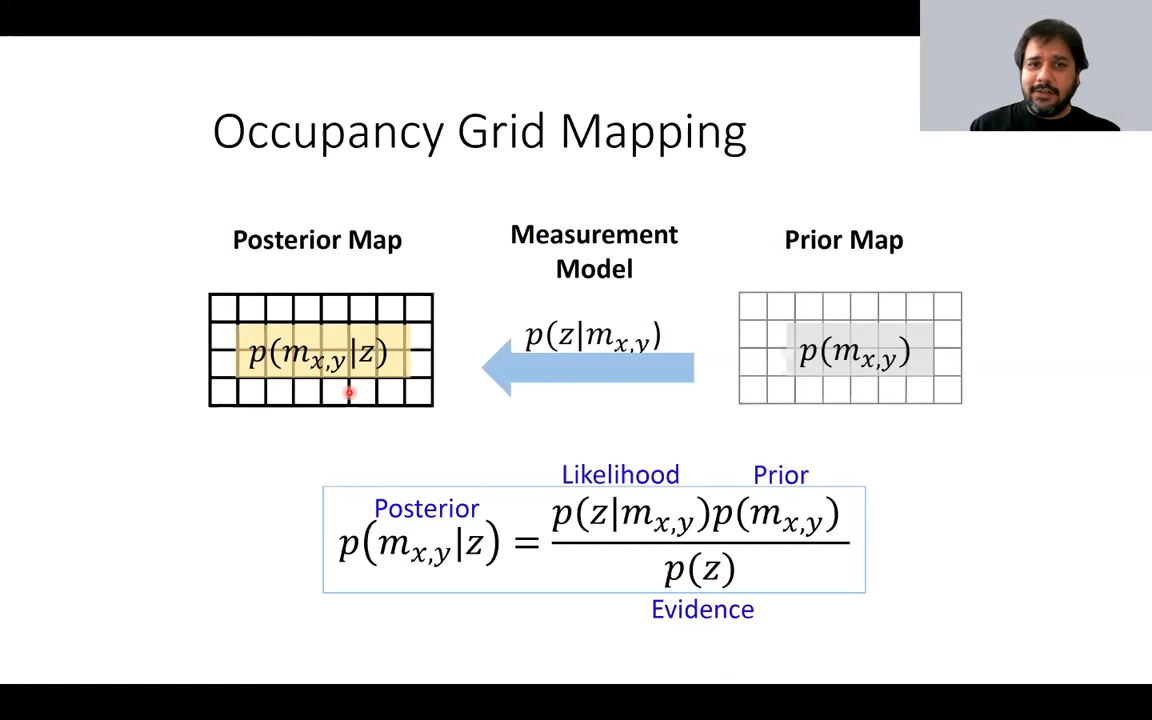 Occupancy Grid Mapping
Posterior Map
Measurement
Model
Prior Map
p(m_{x,y}|z)
p(z|m_{x,y})
p(m_{x,y})
Likelihood
Prior
Posterior
p(m_{x,y}|z) = \frac{p(z|m_{x,y})p(m_{x,y})}{p(z)}
Evidence